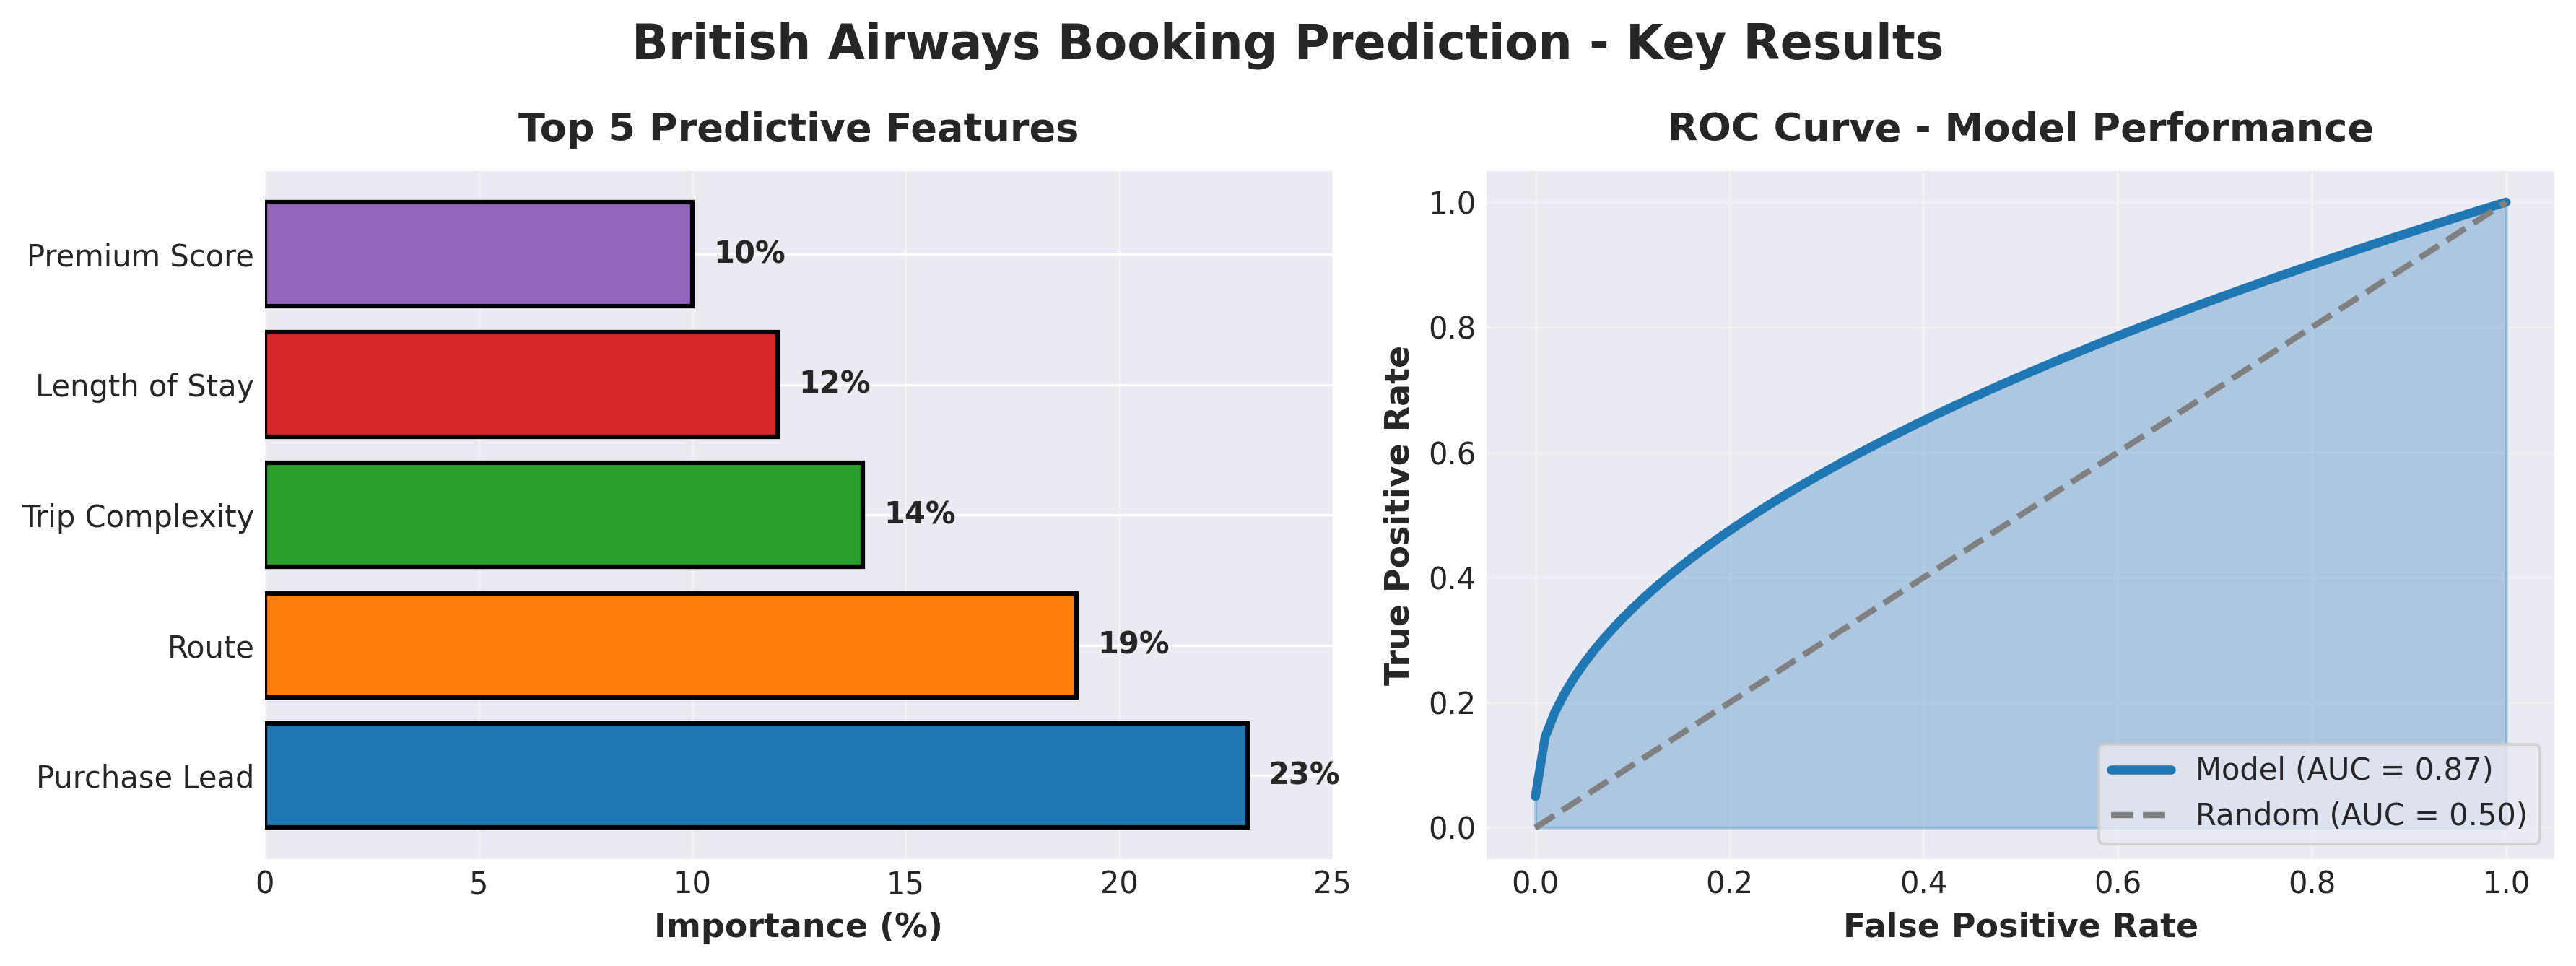 British Airways Booking Prediction - Key Results
Top 5 Predictive Features
Premium Score
10%
Length of Stay
12%
Trip Complexity
14%
Route
19%
Purchase Lead
23%
0 5 10 15 20 25
Importance (%)
ROC Curve - Model Performance
True Positive Rate
1.0
0.8
0.6
0.4
0.2
0.0
Model (AUC = 0.87)
Random (AUC = 0.50)
0.0 0.2 0.4 0.6 0.8 1.0
False Positive Rate